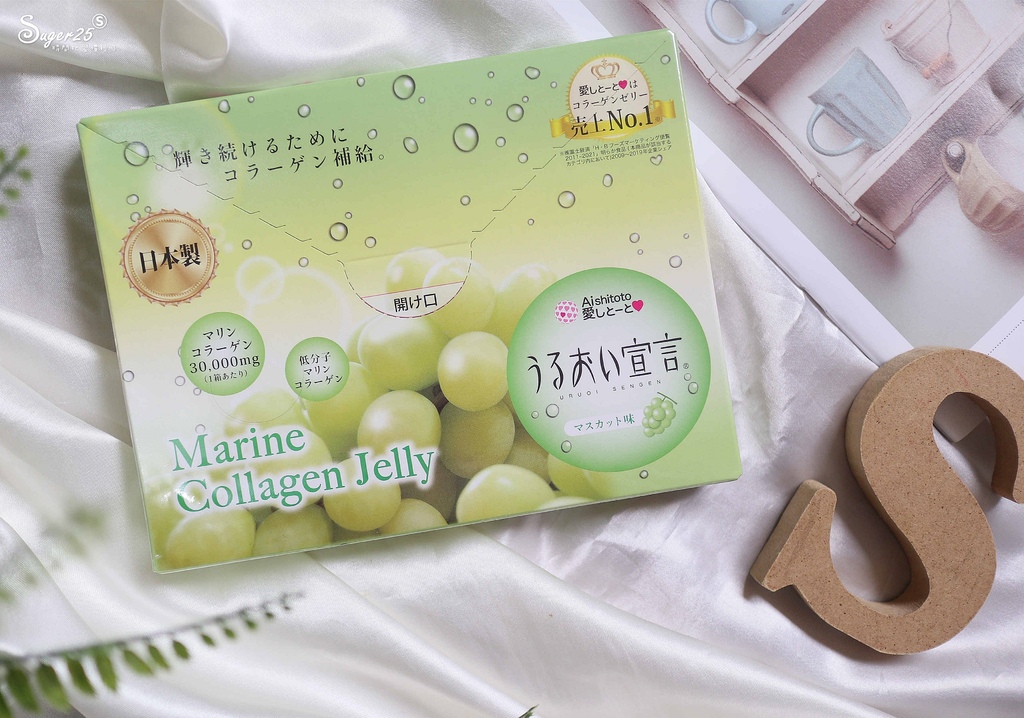 Suger25
S
愛しとーと♥は
コラーゲンゼリー
売上No.1※
輝き続けるために
コラーゲン補給。
日本製
開け口
マリン
コラーゲン
30,000mg
(1箱あたり)
低分子
マリン
コラーゲン
Aishitoto
愛しとーと♥
うるおい宣言®
URUOI SENGEN
マスカット味
Marine
Collagen Jelly
S